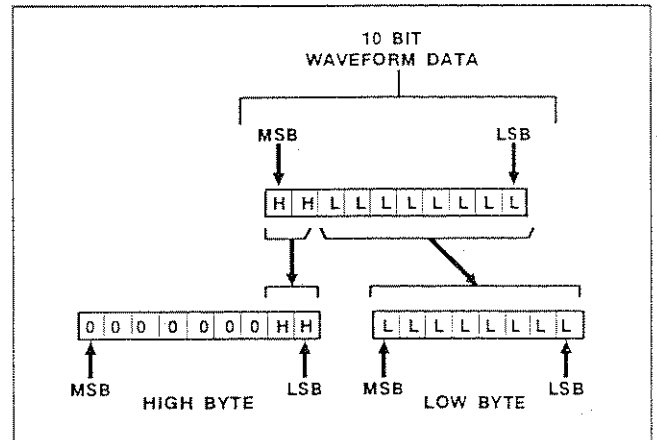 10 BIT
WAVEFORM DATA
MSB LSB
H H L L L L L L L L
0 0 0 0 0 0 0 H H L L L L L L L L
MSB LSB MSB LSB
HIGH BYTE LOW BYTE